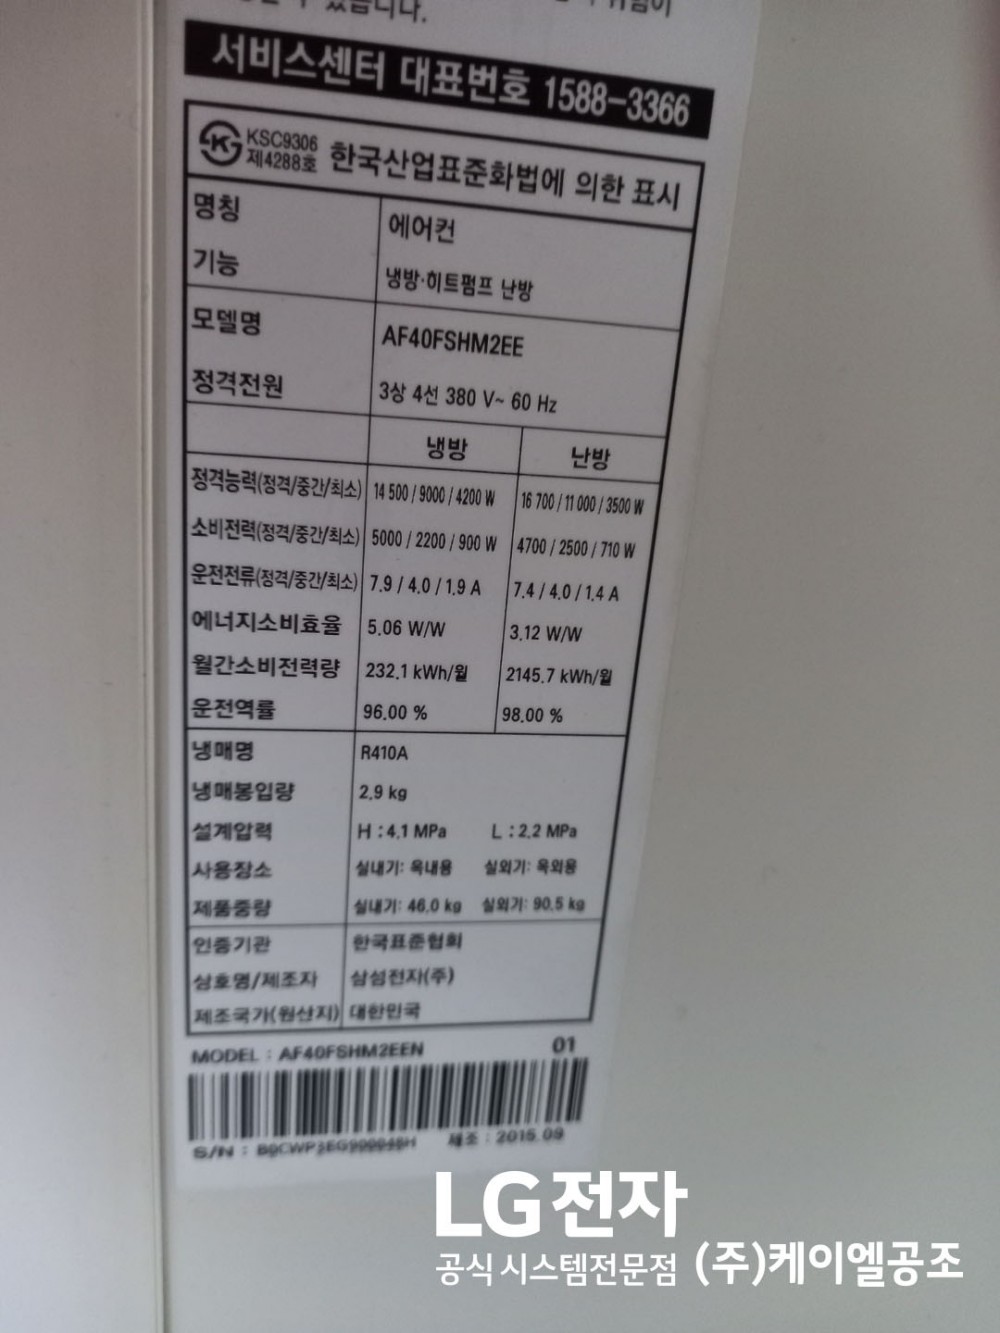 있습니다.
서비스센터 대표번호 1588-3366
KSC9306
제4288호
한국산업표준화법에 의한 표시
명칭 에어컨
기능 냉방·히트펌프 난방
모델명 AF40FSHM2EE
정격전원 3상 4선 380 V~ 60 Hz
냉방 난방
정격능력(정격/중간/최소) 14 500 / 9000 / 4200 W 16 700 / 11 000 / 3500 W
소비전력(정격/중간/최소) 5000 / 2200 / 900 W 4700 / 2500 / 710 W
운전전류(정격/중간/최소) 7.9 / 4.0 / 1.9 A 7.4 / 4.0 / 1.4 A
에너지소비효율 5.06 W/W 3.12 W/W
월간소비전력량 232.1 kWh/월 2145.7 kWh/월
운전역률 96.00 % 98.00 %
냉매명 R410A
냉매봉입량 2.9 kg
설계압력 H : 4.1 MPa L : 2.2 MPa
사용장소 실내기: 옥내용 실외기: 옥외용
제품중량 실내기: 46.0 kg 실외기: 90.5 kg
인증기관 한국표준협회
상호명/제조자 삼성전자(주)
제조국가(원산지) 대한민국
MODEL : AF40FSHM2EEN 01
S/N : 제조 : 2015.09
LG전자
공식 시스템전문점 (주)케이엘공조